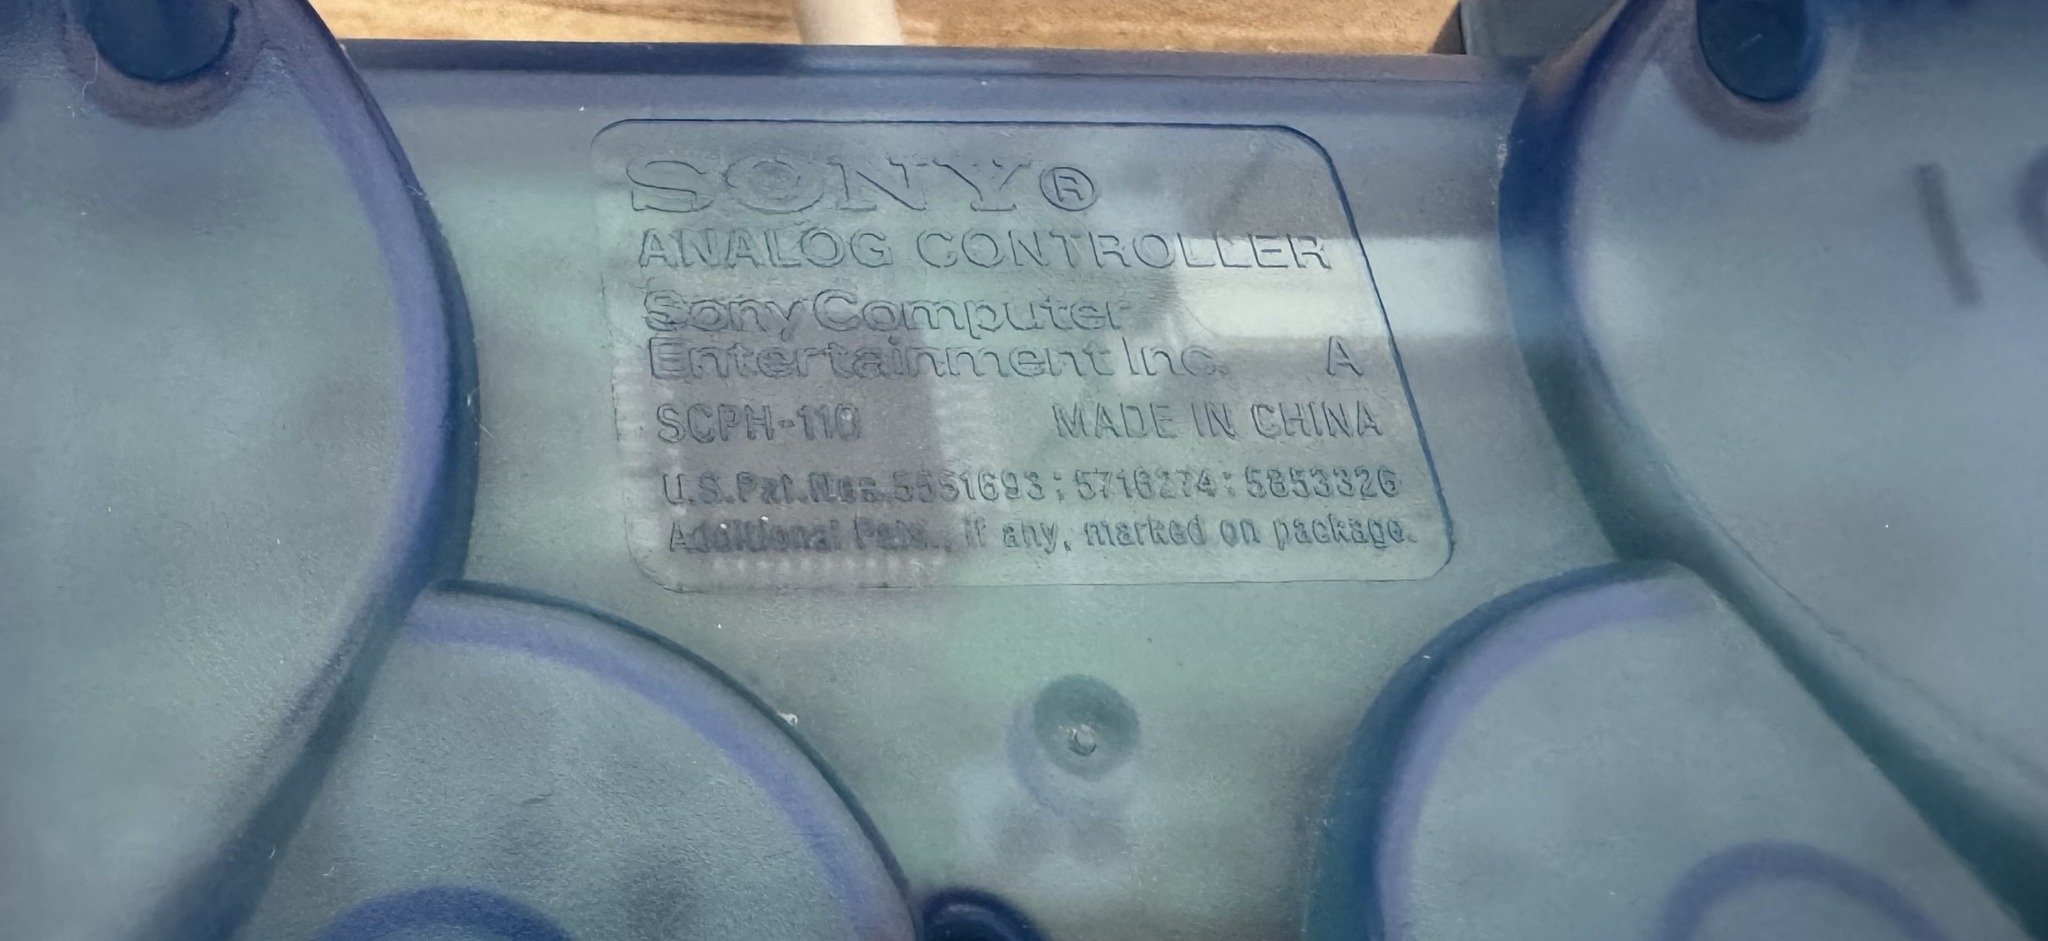 SONY®
ANALOG CONTROLLER
Sony Computer
Entertainment Inc. A
SCPH-110 MADE IN CHINA
U.S.Pat.Nos.5551693;5716274;5853326
Additional Pats., if any, marked on package.